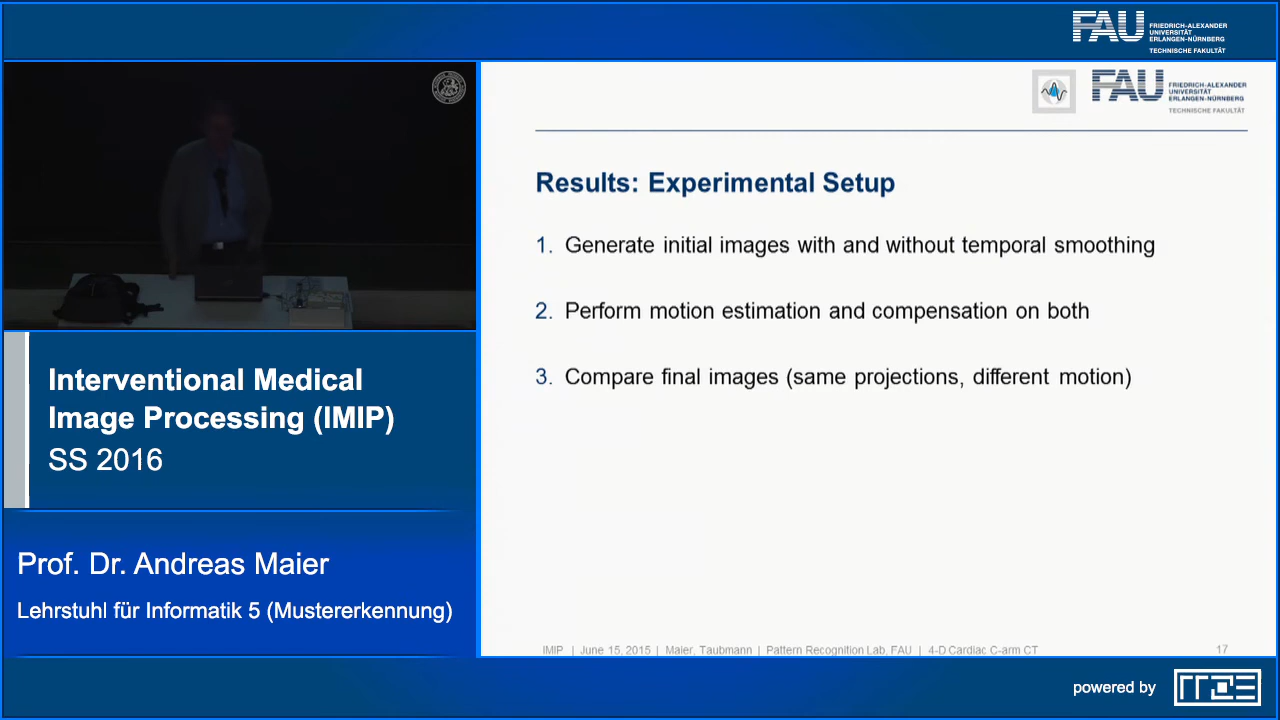 FAU
FRIEDRICH-ALEXANDER
UNIVERSITÄT
ERLANGEN-NÜRNBERG
TECHNISCHE FAKULTÄT
FAU
FRIEDRICH-ALEXANDER
UNIVERSITÄT
ERLANGEN-NÜRNBERG
TECHNISCHE FAKULTÄT
Results: Experimental Setup
1. Generate initial images with and without temporal smoothing
2. Perform motion estimation and compensation on both
3. Compare final images (same projections, different motion)
IMIP | June 15, 2015 | Maier, Taubmann | Pattern Recognition Lab, FAU | 4-D Cardiac C-arm CT
17
Interventional Medical
Image Processing (IMIP)
SS 2016
Prof. Dr. Andreas Maier
Lehrstuhl für Informatik 5 (Mustererkennung)
powered by